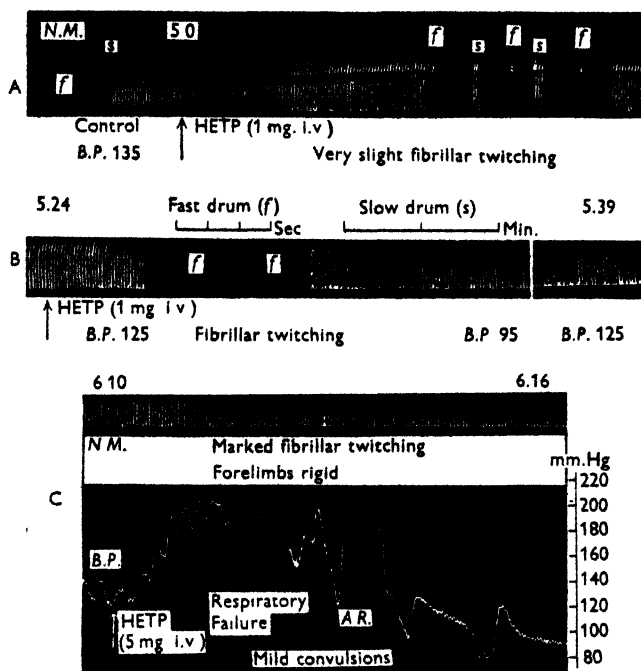 N.M. 5 0 f f f
s s s
f
A
Control HETP (1 mg. i.v)
B.P. 135 Very slight fibrillar twitching
5.24 Fast drum (f) Slow drum (s) 5.39
Sec Min.
B f f
HETP (1 mg i v)
B.P. 125 Fibrillar twitching B.P 95 B.P. 125
6 10 6.16
N M. Marked fibrillar twitching
Forelimbs rigid mm.Hg
C 220
200
180
160
B.P. 140
120
HETP Respiratory A R. 100
(5 mg i.v) Failure
Mild convulsions 80